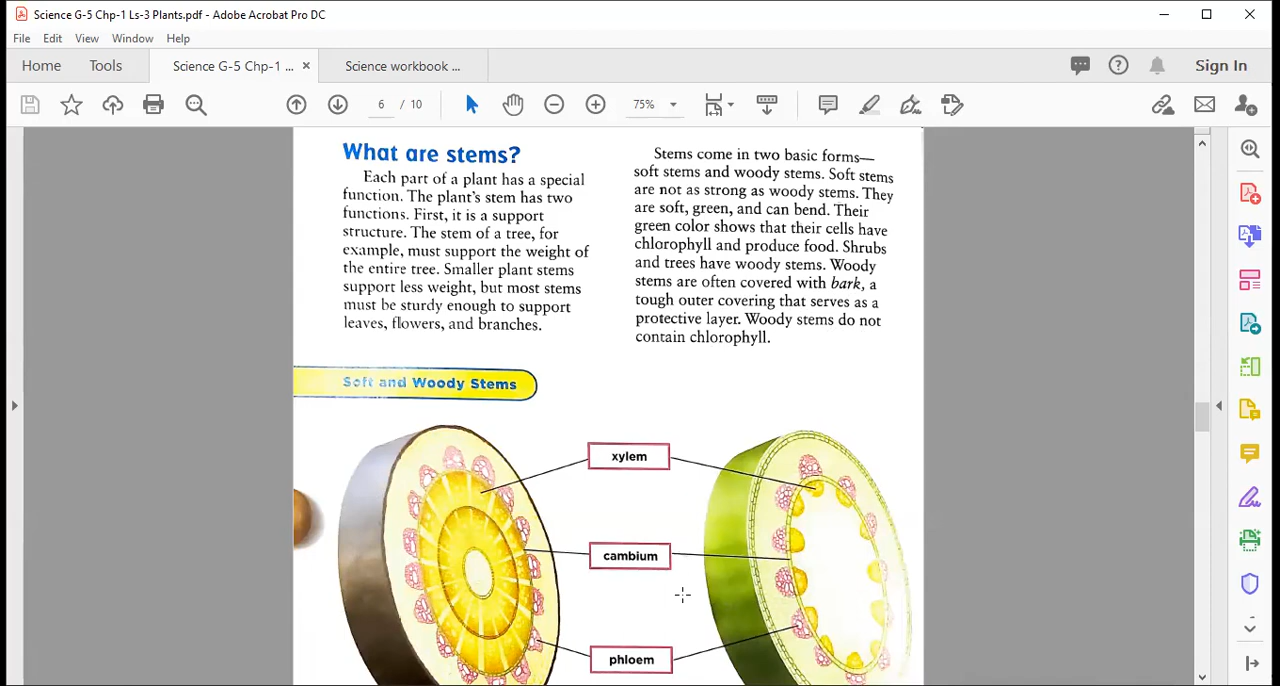 Science G-5 Chp-1 Ls-3 Plants.pdf - Adobe Acrobat Pro DC
File Edit View Window Help
Home Tools Science G-5 Chp-1 ... × Science workbook ... Sign In
6 / 10 75%
What are stems?
Each part of a plant has a special
function. The plant's stem has two
functions. First, it is a support
structure. The stem of a tree, for
example, must support the weight of
the entire tree. Smaller plant stems
support less weight, but most stems
must be sturdy enough to support
leaves, flowers, and branches.
Stems come in two basic forms—
soft stems and woody stems. Soft stems
are not as strong as woody stems. They
are soft, green, and can bend. Their
green color shows that their cells have
chlorophyll and produce food. Shrubs
and trees have woody stems. Woody
stems are often covered with bark, a
tough outer covering that serves as a
protective layer. Woody stems do not
contain chlorophyll.
Soft and Woody Stems
xylem
cambium
phloem